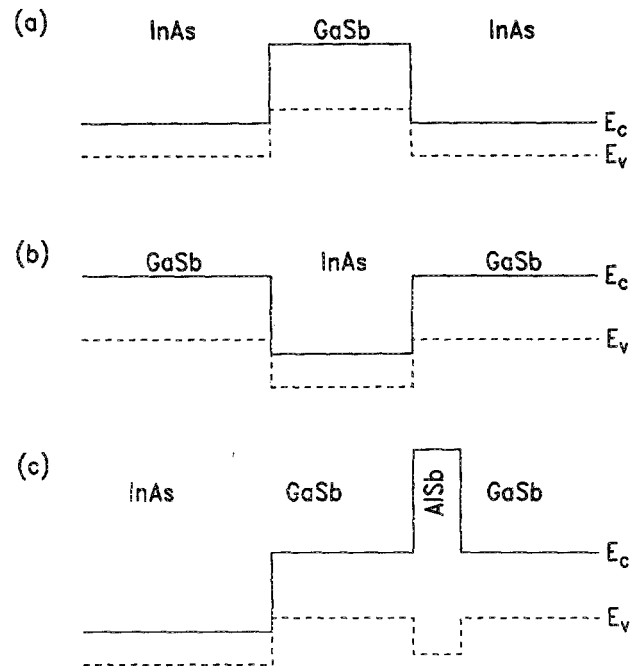 (a)
InAs GaSb InAs
E_c
E_v
(b)
GaSb InAs GaSb
E_c
E_v
(c)
InAs GaSb AlSb GaSb
E_c
E_v